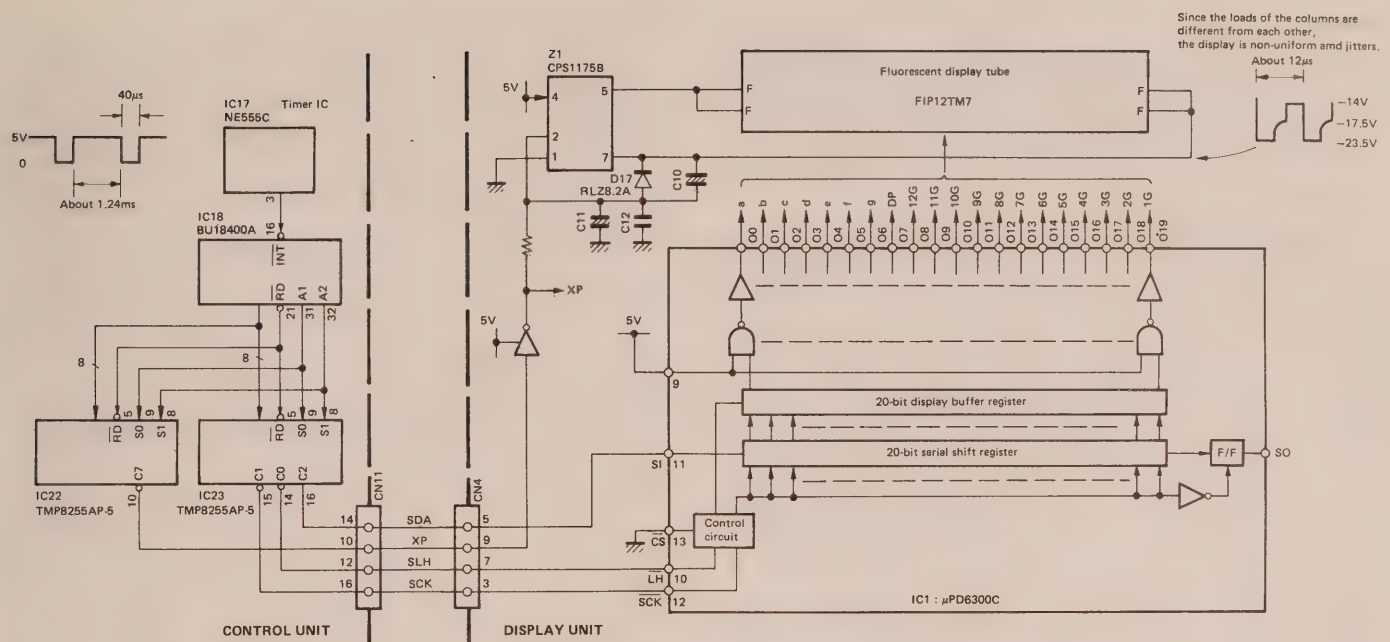 Since the loads of the columns are
different from each other,
the display is non-uniform amd jitters.
About 12μs
-14V
-17.5V
-23.5V
40μs
5V
0
About 1.24ms
IC17 Timer IC
NE555C
3
16
IC18
BU18400A
INT
RD
A1
A2
21
31
32
8
8
5
9
8
5
9
8
RD
S0
S1
RD
S0
S1
C7
C1
C0
C2
10
15
14
16
IC22
TMP8255AP-5
IC23
TMP8255AP-5
CN11
CN4
14 SDA 5
10 XP 9
12 SLH 7
16 SCK 3
CONTROL UNIT
DISPLAY UNIT
Z1
CPS1175B
5V
4
5
2
1
7
D17
RLZ8.2A
C10
C11
C12
XP
5V
Fluorescent display tube
FIP12TM7
F
F
F
F
a
b
c
d
e
f
g
DP
12G
11G
10G
9G
8G
7G
6G
5G
4G
3G
2G
1G
O0
O1
O2
O3
O4
O5
O6
O7
O8
O9
O10
O11
O12
O13
O14
O15
O16
O17
O18
O19
5V
9
20-bit display buffer register
20-bit serial shift register
F/F
SO
SI 11
Control
circuit
CS 13
LH 10
SCK 12
IC1 : μPD6300C